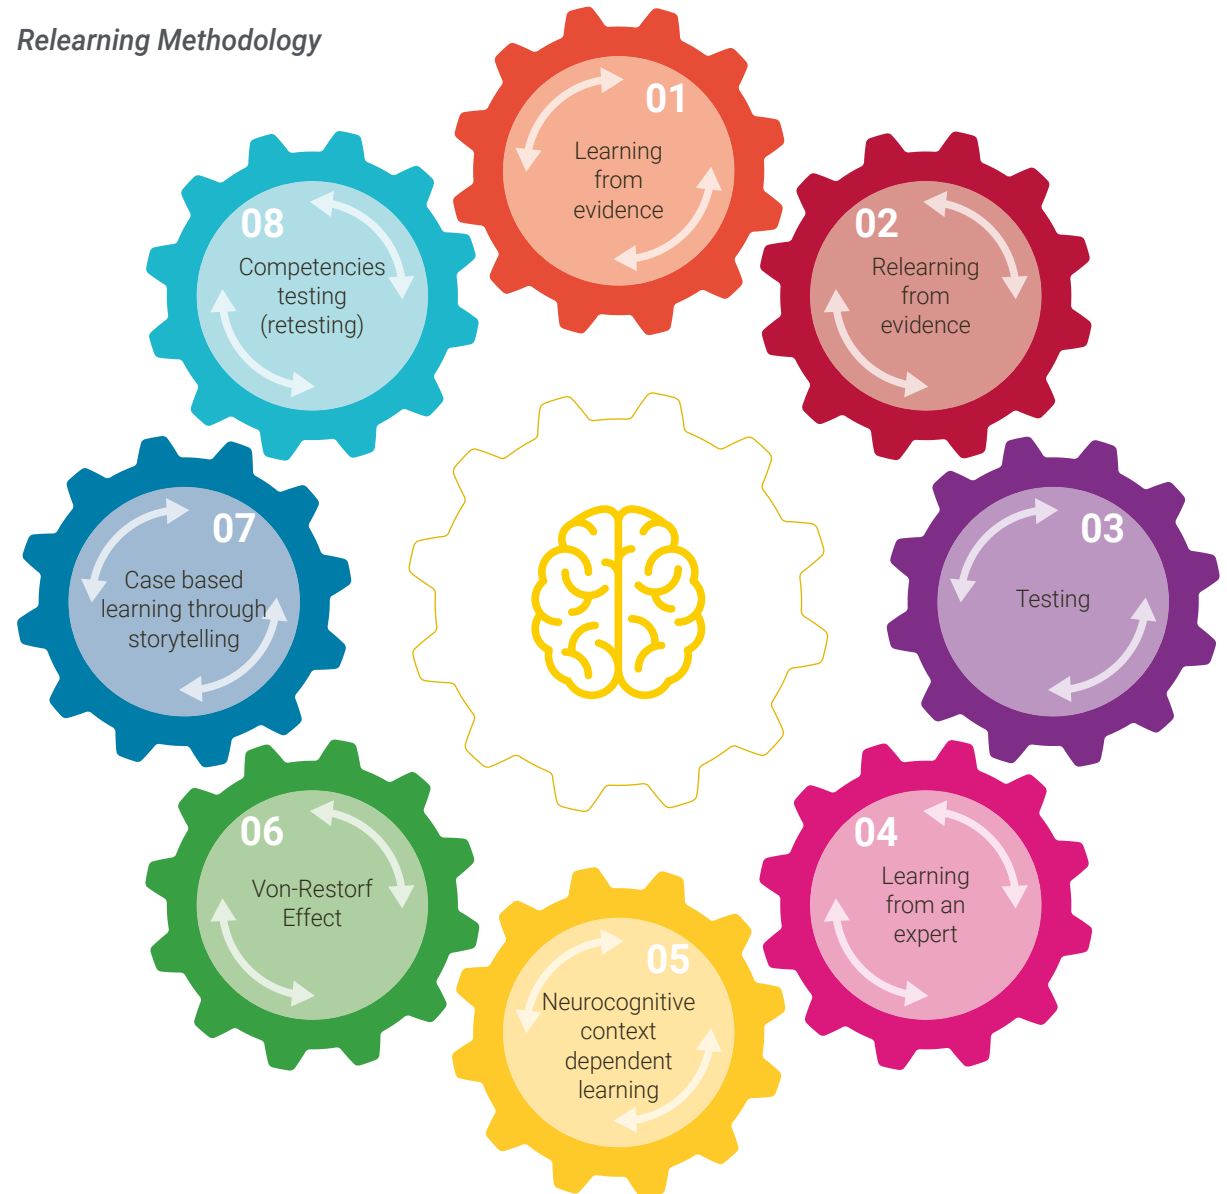 Relearning Methodology
01
Learning
from
evidence
02
Relearning
from
evidence
03
Testing
04
Learning
from an
expert
05
Neurocognitive
context
dependent
learning
06
Von-Restorf
Effect
07
Case based
learning through
storytelling
08
Competencies
testing
(retesting)